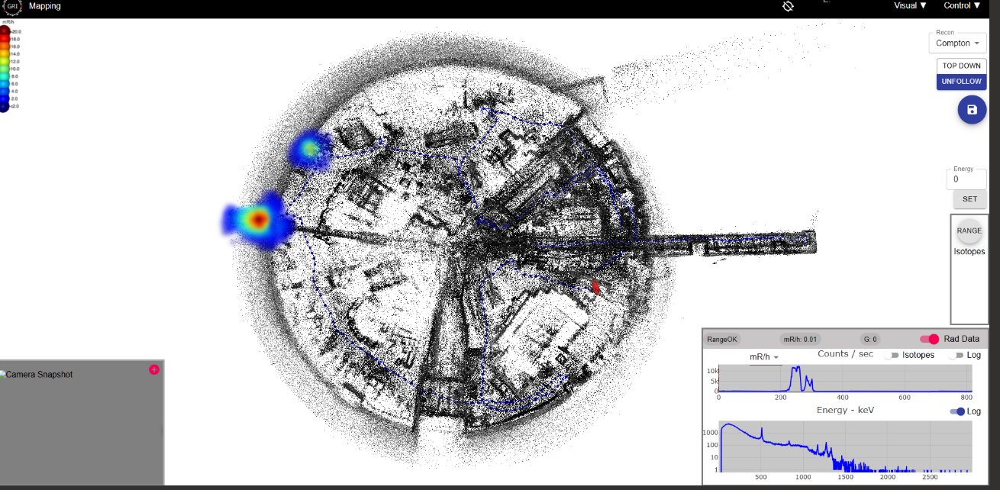 GRI Mapping
Visual ▼ Control ▼
mR/h
>20.0
18.0
16.0
14.0
12.0
10.0
8.0
6.0
4.0
2.0
<2.0
Recon
Compton
TOP DOWN
UNFOLLOW
Energy
0
SET
RANGE
Isotopes
Camera Snapshot
RangeOK mR/h: 0.01 G: 0 Rad Data
mR/h Counts / sec Isotopes Log
10k
5k
0
0 200 400 600 800
Energy - keV Log
1000
100
10
1
500 1000 1500 2000 2500